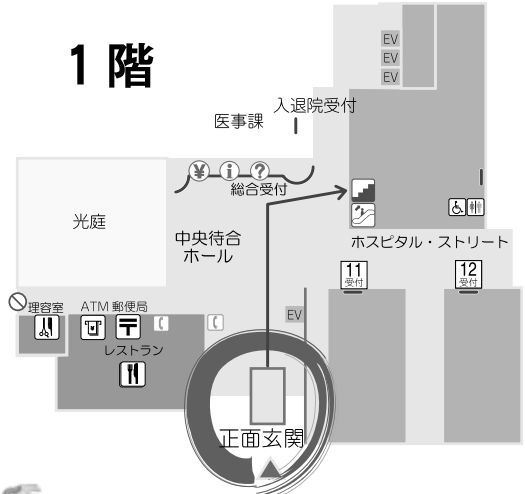 1 階
EV
EV
EV
入退院受付
医事課
¥ i ?
総合受付
光庭
中央待合
ホール
ホスピタル・ストリート
11
受付
12
受付
理容室
ATM 郵便局
¥ 〒
レストラン
EV
正面玄関